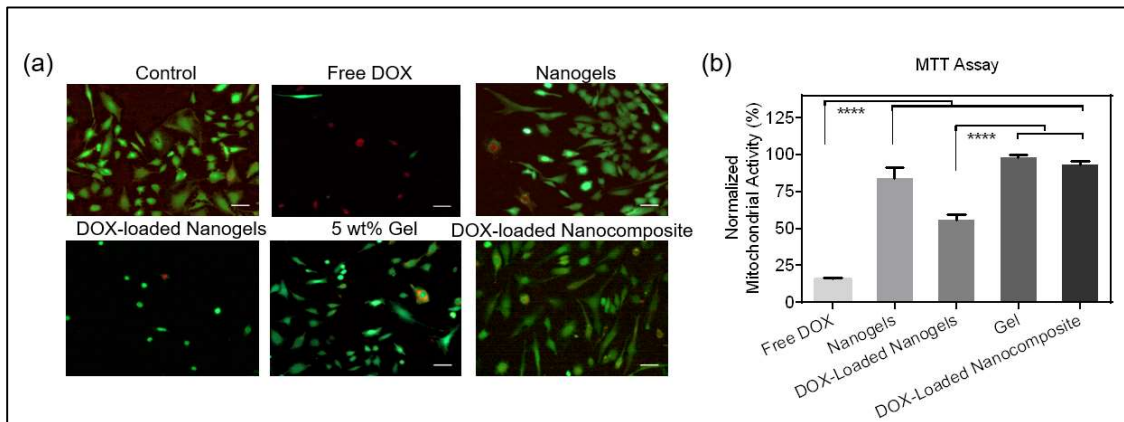 (a)
Control
Free DOX
Nanogels
DOX-loaded Nanogels
5 wt% Gel
DOX-loaded Nanocomposite
(b)
MTT Assay
Normalized
Mitochondrial Activity (%)
125
100
75
50
25
0
****
****
Free DOX
Nanogels
DOX-Loaded Nanogels
Gel
DOX-Loaded Nanocomposite